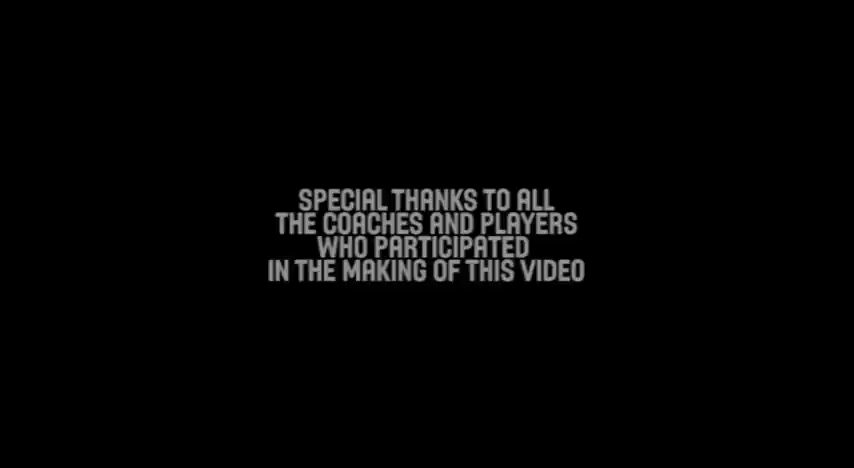 SPECIAL THANKS TO ALL
THE COACHES AND PLAYERS
WHO PARTICIPATED
IN THE MAKING OF THIS VIDEO